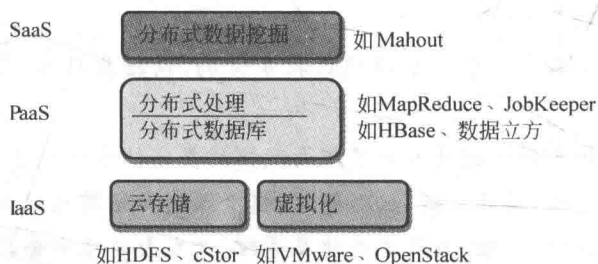 SaaS 分布式数据挖掘 如Mahout
PaaS 分布式处理 如MapReduce、JobKeeper
分布式数据库 如HBase、数据立方
IaaS 云存储 虚拟化
如HDFS、cStor 如VMware、OpenStack